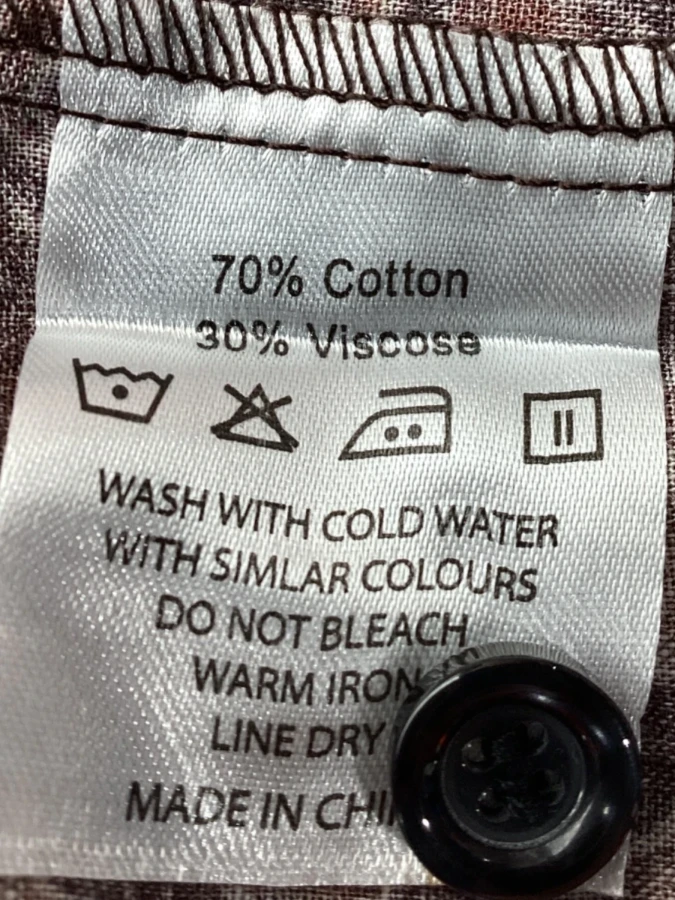 70% Cotton
30% Viscose
WASH WITH COLD WATER
WITH SIMLAR COLOURS
DO NOT BLEACH
WARM IRON
LINE DRY
MADE IN